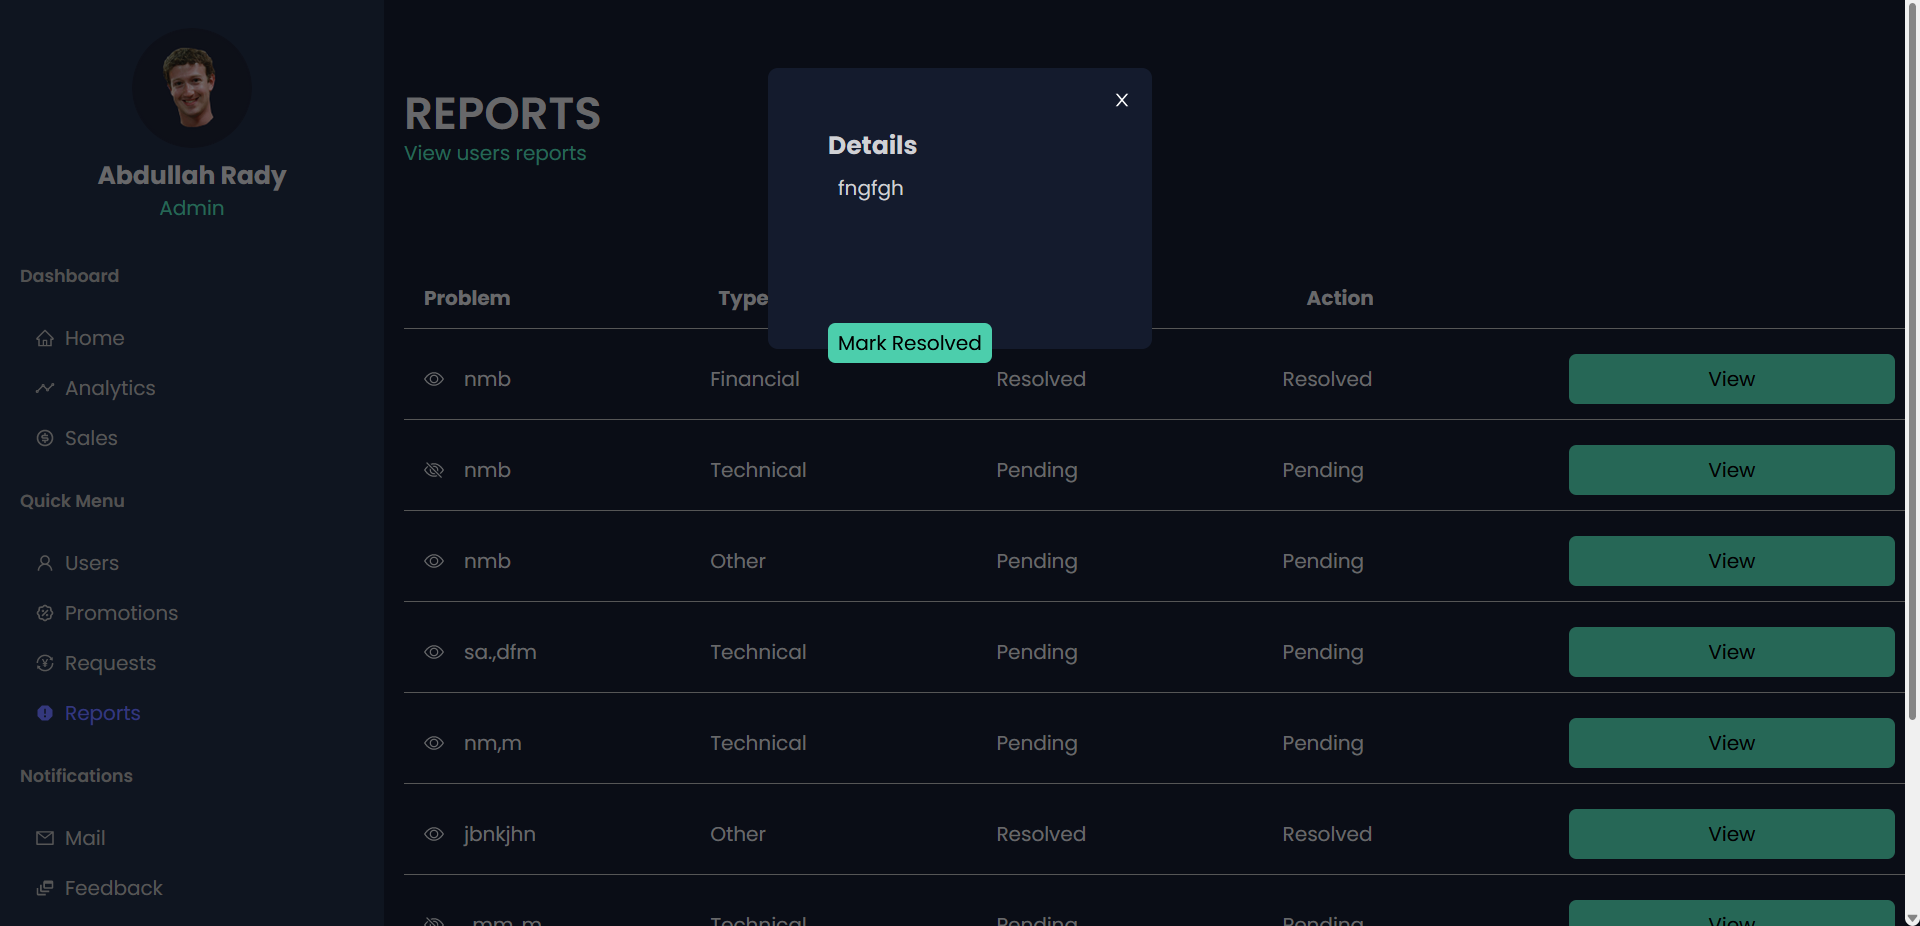 Abdullah Rady
Admin
Dashboard
Home
Analytics
Sales
Quick Menu
Users
Promotions
Requests
Reports
Notifications
Mail
Feedback
REPORTS
View users reports
X
Details
fngfgh
Mark Resolved
Problem Type Action
nmb Financial Resolved Resolved View
nmb Technical Pending Pending View
nmb Other Pending Pending View
sa.,dfm Technical Pending Pending View
nm,m Technical Pending Pending View
jbnkjhn Other Resolved Resolved View
Technical Pending Pending View